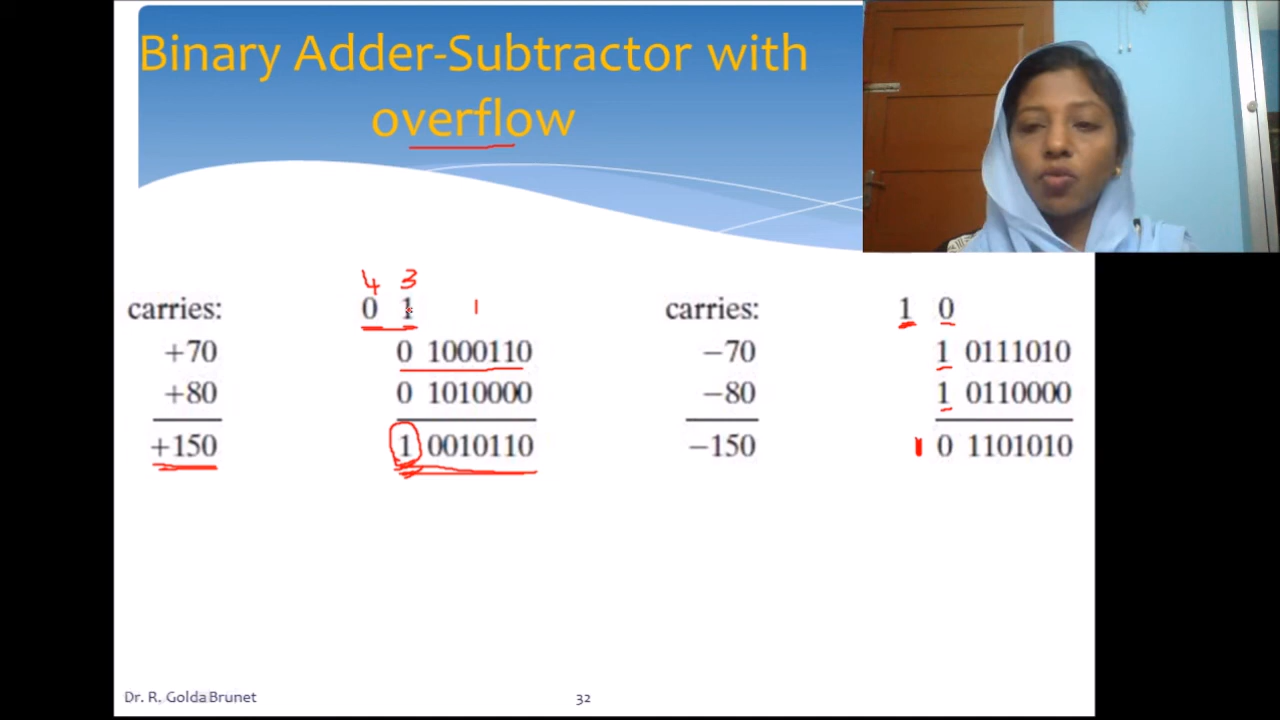 Binary Adder-Subtractor with
overflow
4 3
carries: 0 1 1
+70 0 1000110
+80 0 1010000
+150 1 0010110
carries: 1 0
−70 1 0111010
−80 1 0110000
−150 1 0 1101010
Dr. R. Golda Brunet 32